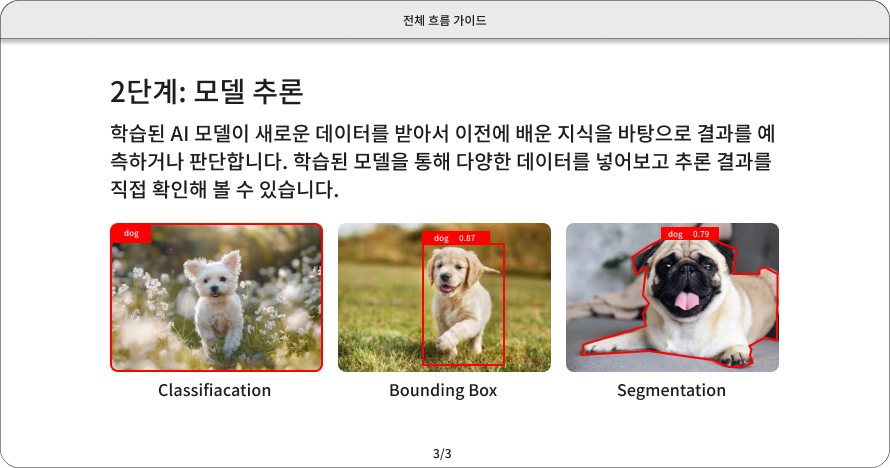 전체 흐름 가이드
2단계: 모델 추론
학습된 AI 모델이 새로운 데이터를 받아서 이전에 배운 지식을 바탕으로 결과를 예
측하거나 판단합니다. 학습된 모델을 통해 다양한 데이터를 넣어보고 추론 결과를
직접 확인해 볼 수 있습니다.
dog
dog 0.87
dog 0.79
Classifiacation
Bounding Box
Segmentation
3/3